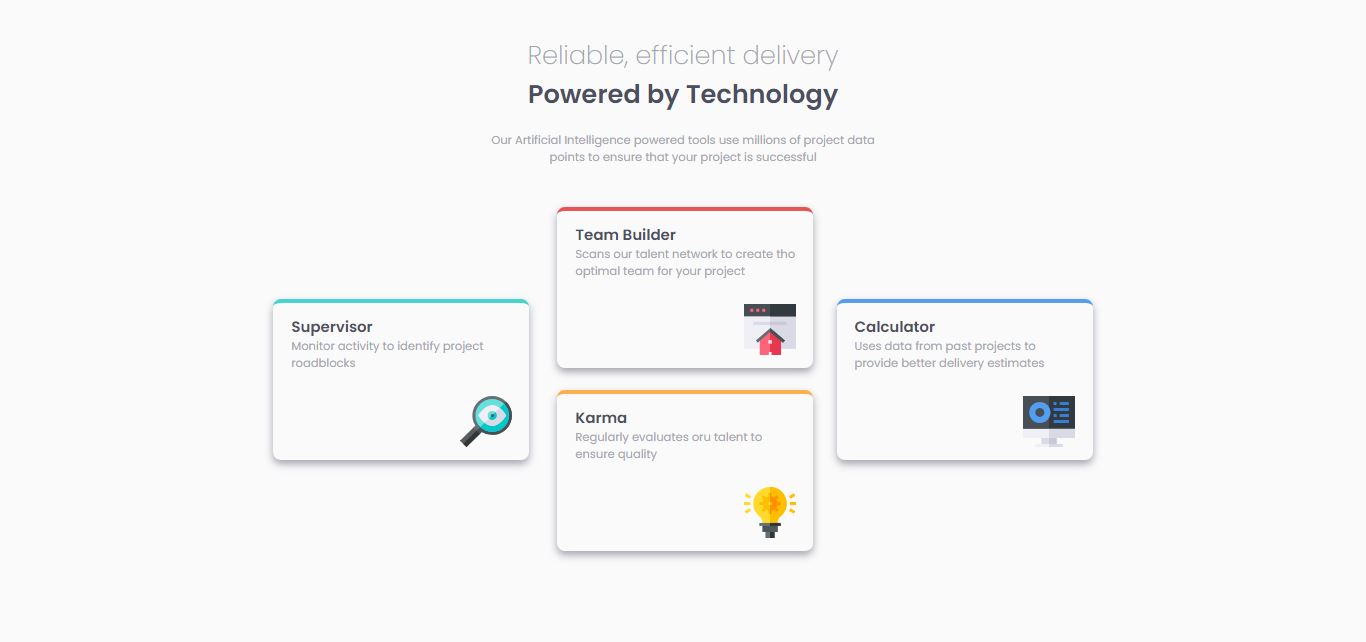 Reliable, efficient delivery
Powered by Technology
Our Artificial Intelligence powered tools use millions of project data
points to ensure that your project is successful
Team Builder
Scans our talent network to create tho
optimal team for your project
Supervisor
Monitor activity to identify project
roadblocks
Calculator
Uses data from past projects to
provide better delivery estimates
Karma
Regularly evaluates oru talent to
ensure quality